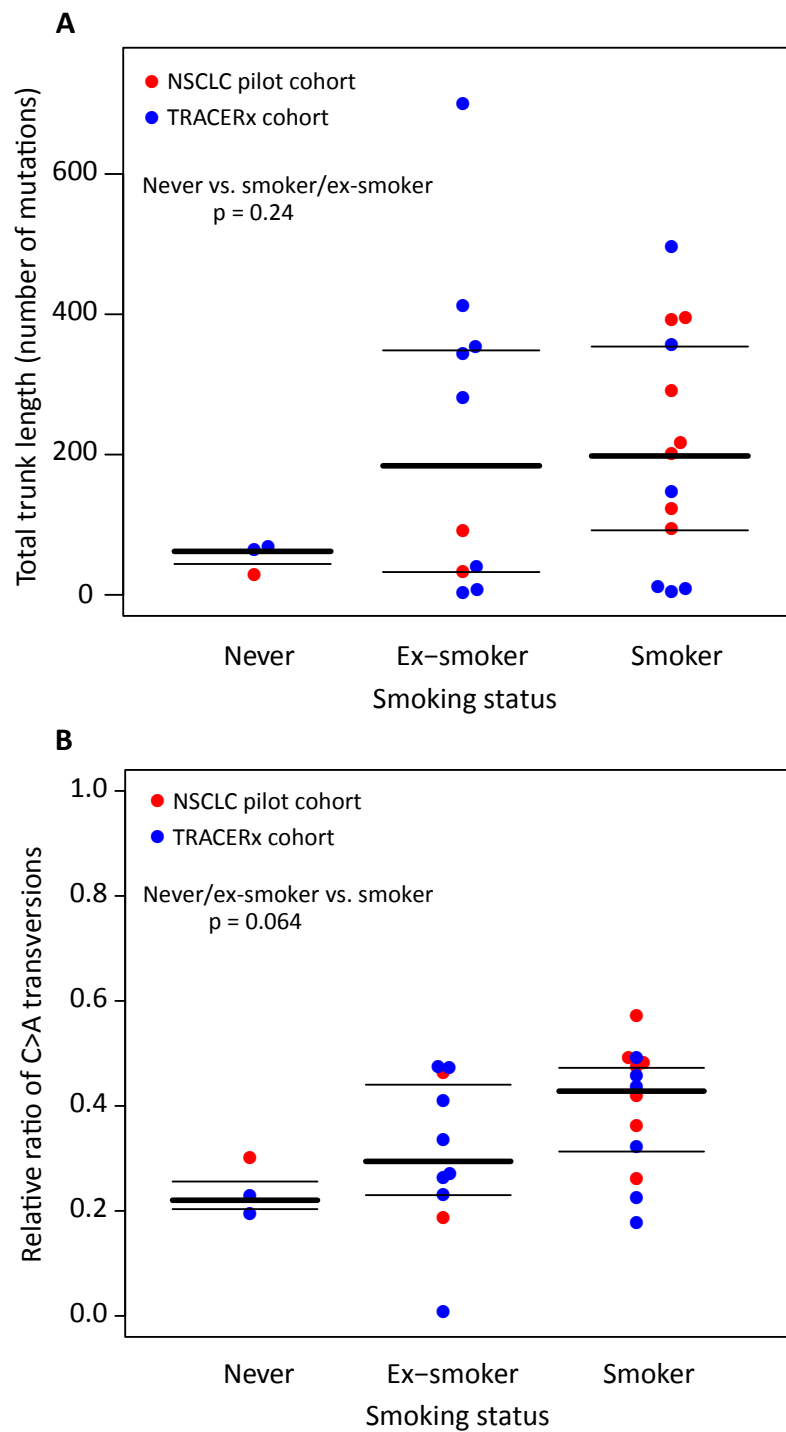 A
Total trunk length (number of mutations)
NSCLC pilot cohort
TRACERx cohort
Never vs. smoker/ex-smoker
p = 0.24
600
400
200
0
Never Ex−smoker Smoker
Smoking status
B
Relative ratio of C>A transversions
1.0
NSCLC pilot cohort
TRACERx cohort
Never/ex-smoker vs. smoker
p = 0.064
0.8
0.6
0.4
0.2
0.0
Never Ex−smoker Smoker
Smoking status